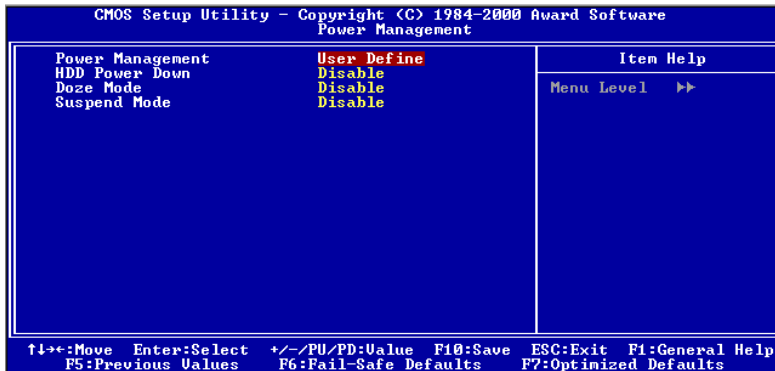 CMOS Setup Utility - Copyright (C) 1984-2000 Award Software
Power Management
Power Management User Define
HDD Power Down Disable
Doze Mode Disable
Suspend Mode Disable
Item Help
Menu Level ▶▶
↑↓→←:Move Enter:Select +/-/PU/PD:Value F10:Save ESC:Exit F1:General Help
F5:Previous Values F6:Fail-Safe Defaults F7:Optimized Defaults